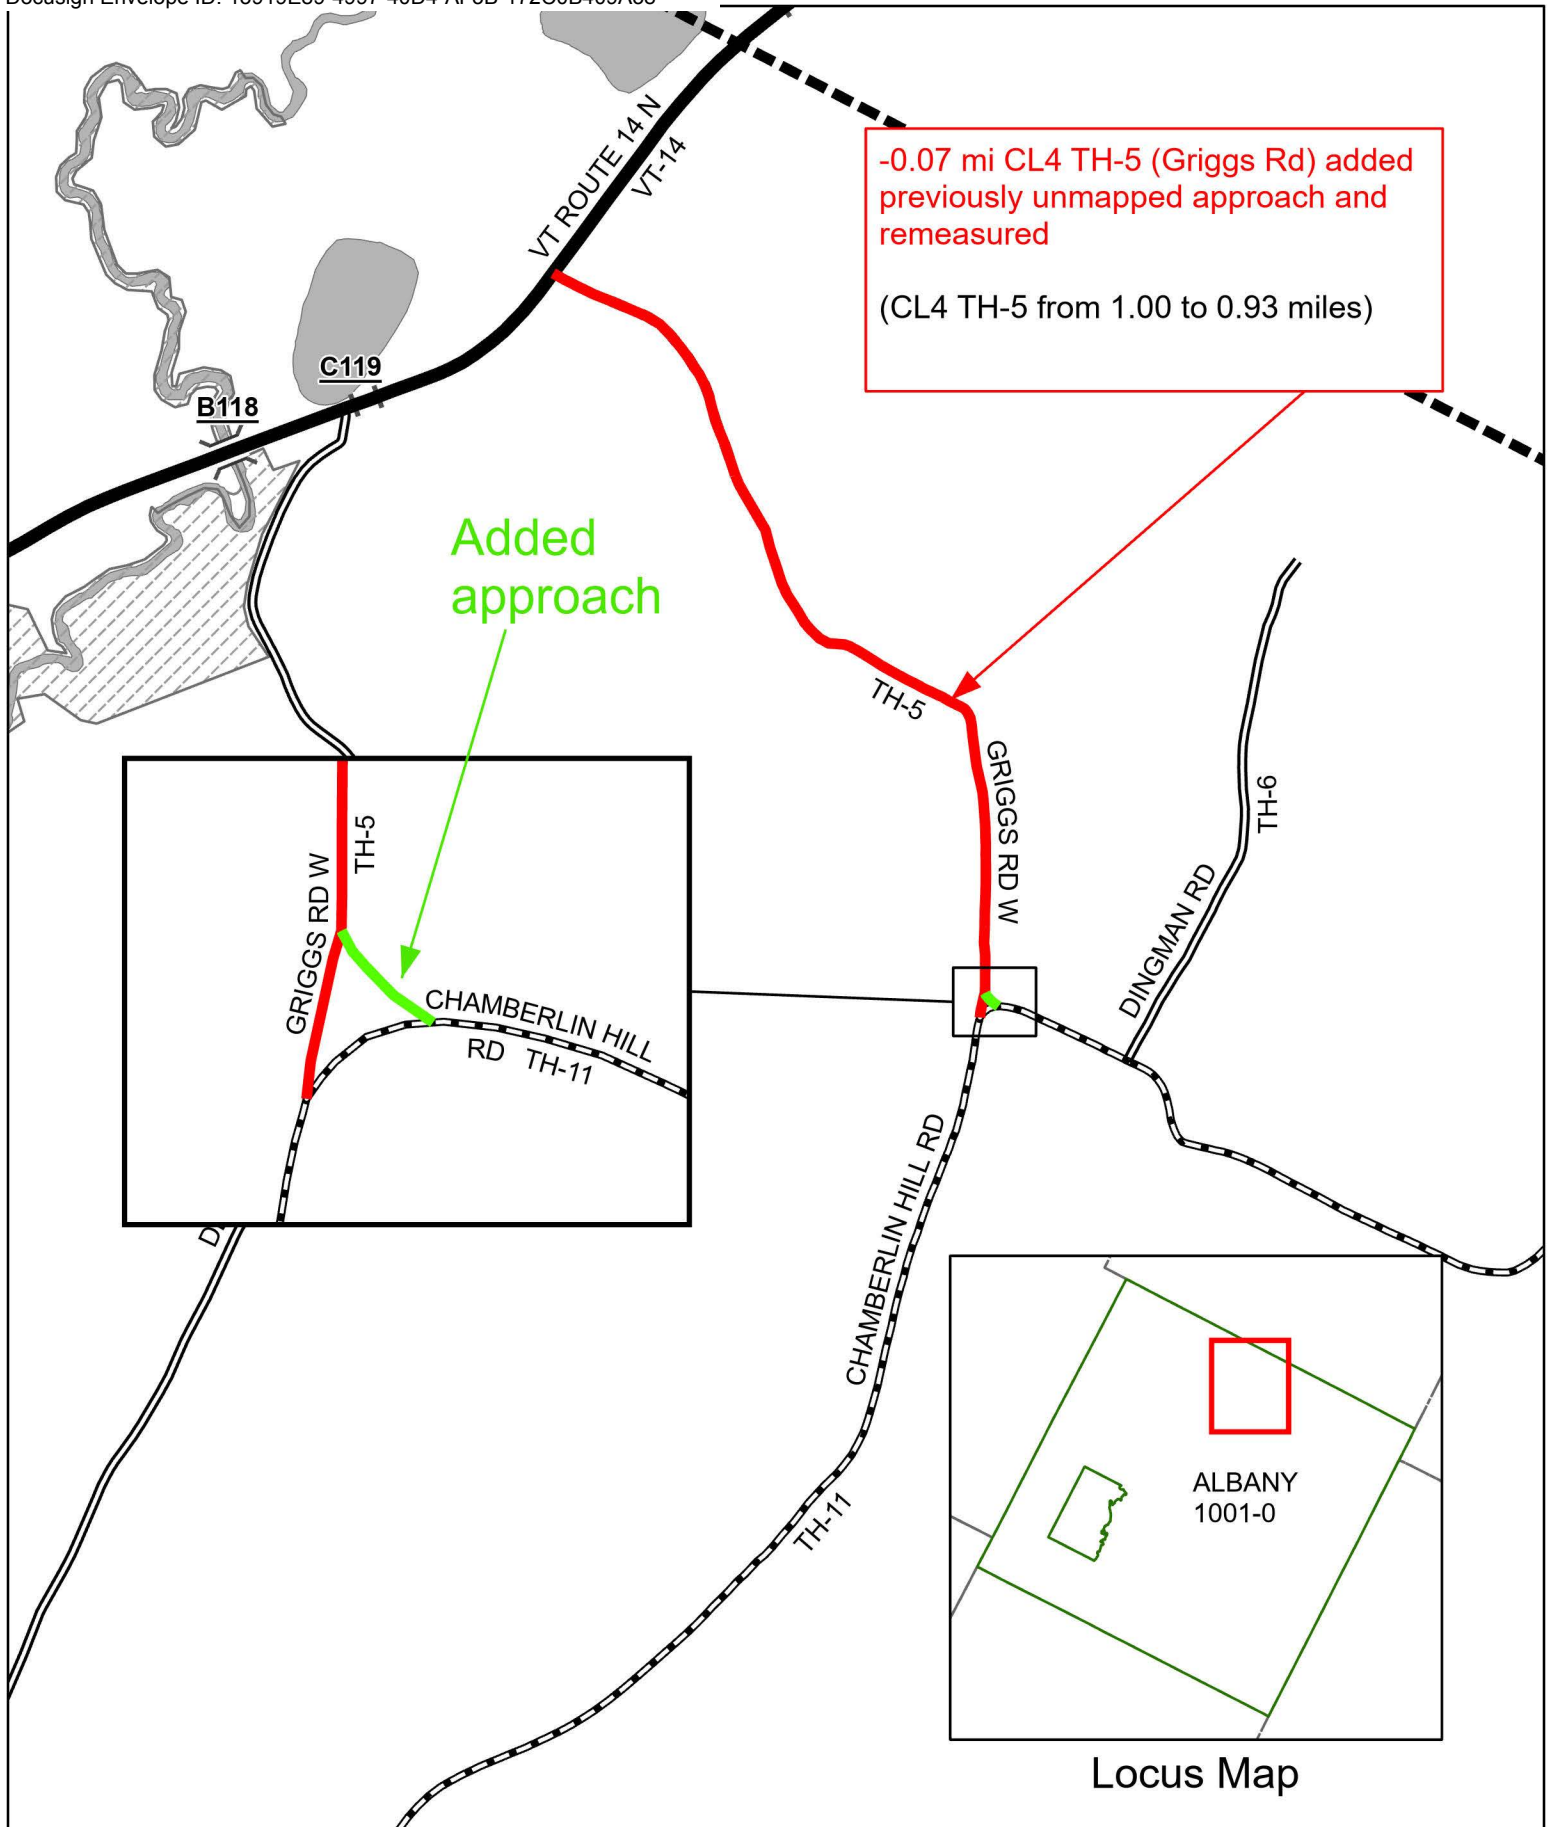 VT ROUTE 14 N
VT-14
-0.07 mi CL4 TH-5 (Griggs Rd) added
previously unmapped approach and
remeasured
(CL4 TH-5 from 1.00 to 0.93 miles)
C119
B118
Added
approach
TH-5
GRIGGS RD W
TH-6
DINGMAN RD
TH-5
GRIGGS RD W
GRIGGS RD W
CHAMBERLIN HILL
RD TH-11
CHAMBERLIN HILL RD
TH-11
ALBANY
1001-0
Locus Map